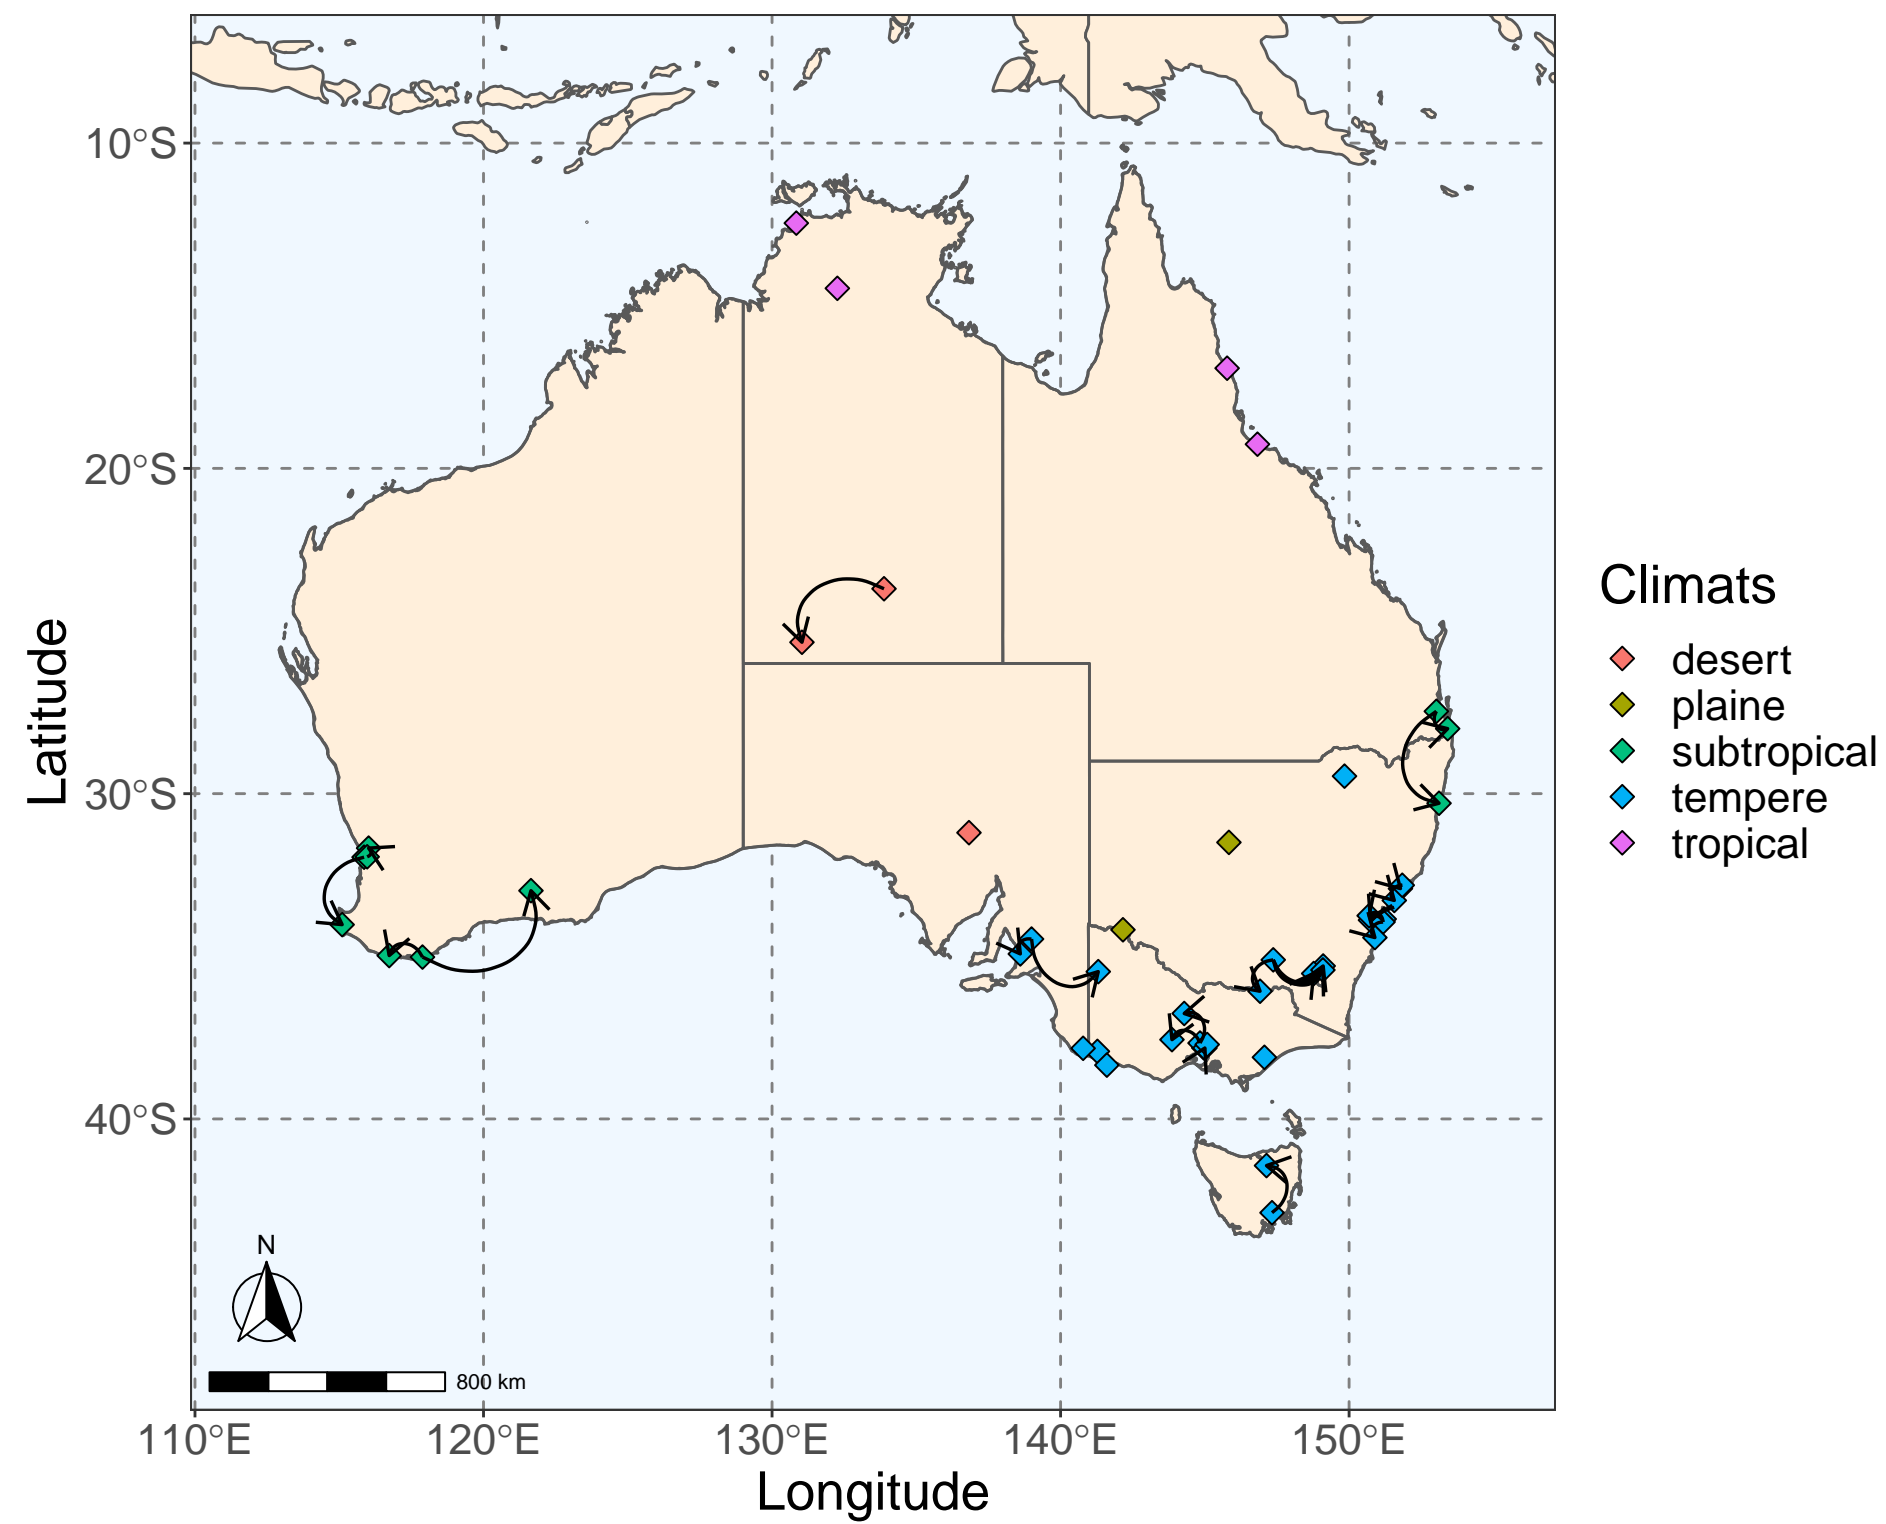 10°S
20°S
30°S
40°S
Latitude
N
800 km
110°E
120°E
130°E
140°E
150°E
Longitude
Climats
desert
plaine
subtropical
tempere
tropical